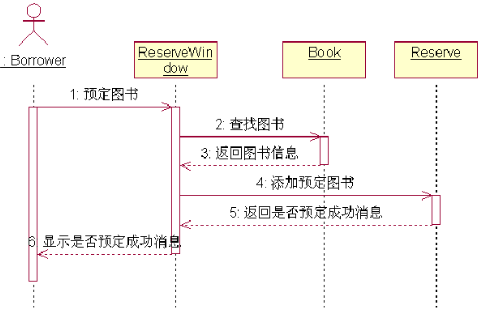 : Borrower
ReserveWin
dow
Book
Reserve
1: 预定图书
2: 查找图书
3: 返回图书信息
4: 添加预定图书
5: 返回是否预定成功消息
6: 显示是否预定成功消息